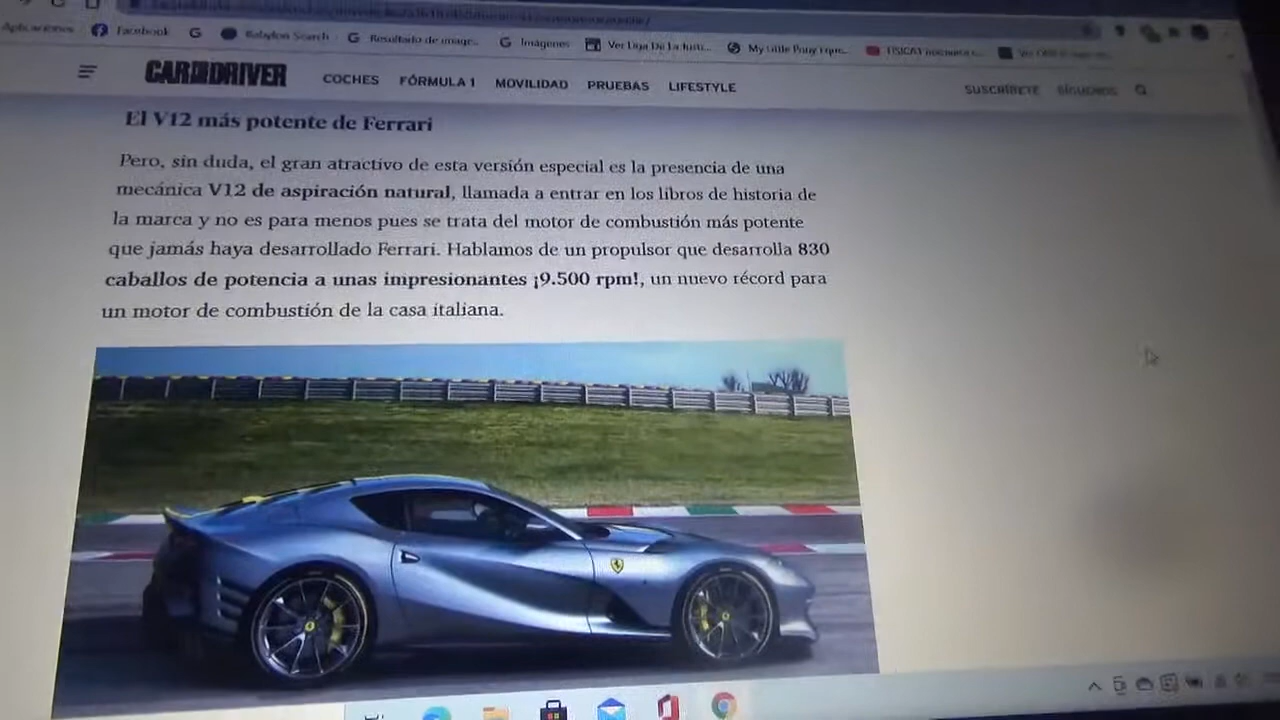 Aplicaciones Facebook Babylon Search Resultado de image... Imágenes Ver Liga De La Justi... My Little Pony Eque...
CAR AND DRIVER COCHES FÓRMULA 1 MOVILIDAD PRUEBAS LIFESTYLE SUSCRÍBETE SÍGUENOS
El V12 más potente de Ferrari
Pero, sin duda, el gran atractivo de esta versión especial es la presencia de una
mecánica V12 de aspiración natural, llamada a entrar en los libros de historia de
la marca y no es para menos pues se trata del motor de combustión más potente
que jamás haya desarrollado Ferrari. Hablamos de un propulsor que desarrolla 830
caballos de potencia a unas impresionantes ¡9.500 rpm!, un nuevo récord para
un motor de combustión de la casa italiana.